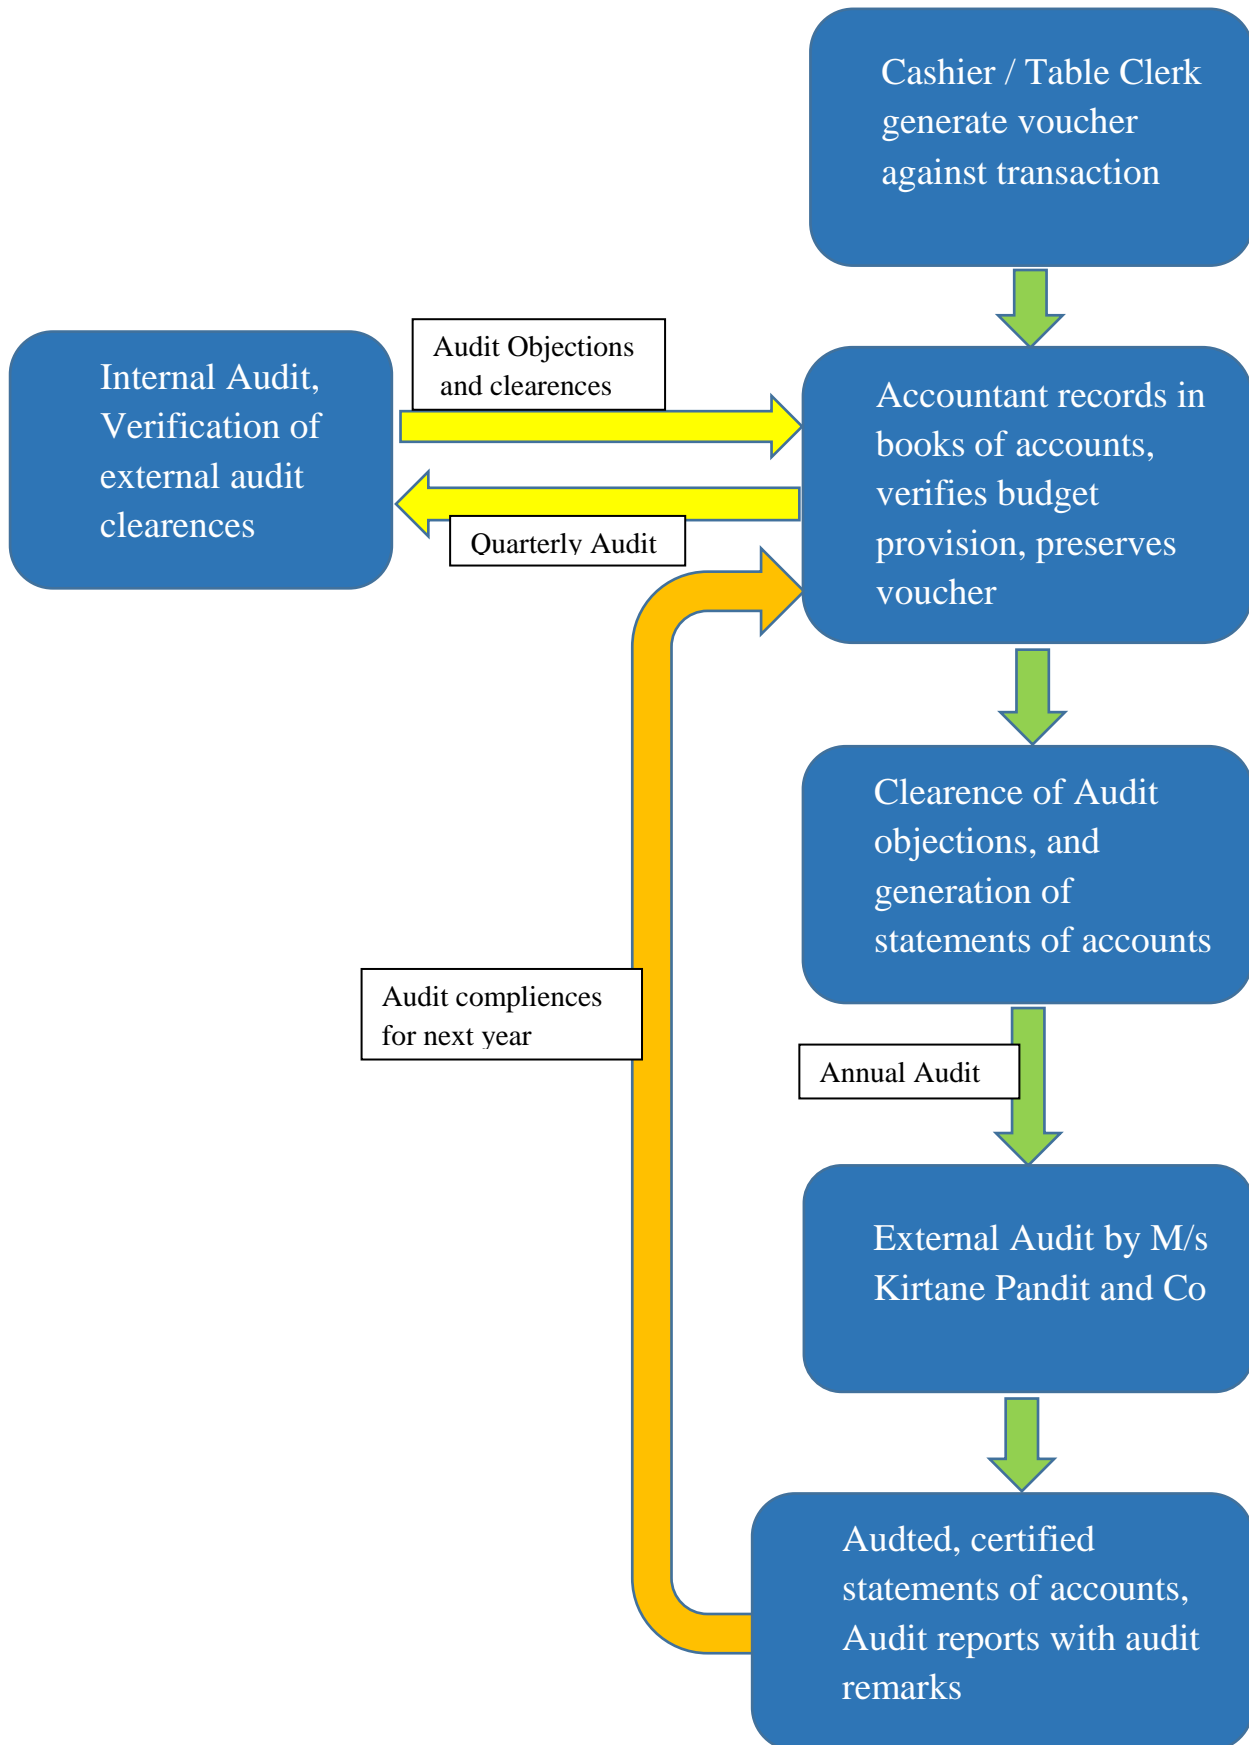 Cashier / Table Clerk
generate voucher
against transaction
Audit Objections
and clearences
Internal Audit,
Verification of
external audit
clearences
Accountant records in
books of accounts,
verifies budget
provision, preserves
voucher
Quarterly Audit
Clearence of Audit
objections, and
generation of
statements of accounts
Audit compliences
for next year
Annual Audit
External Audit by M/s
Kirtane Pandit and Co
Audted, certified
statements of accounts,
Audit reports with audit
remarks